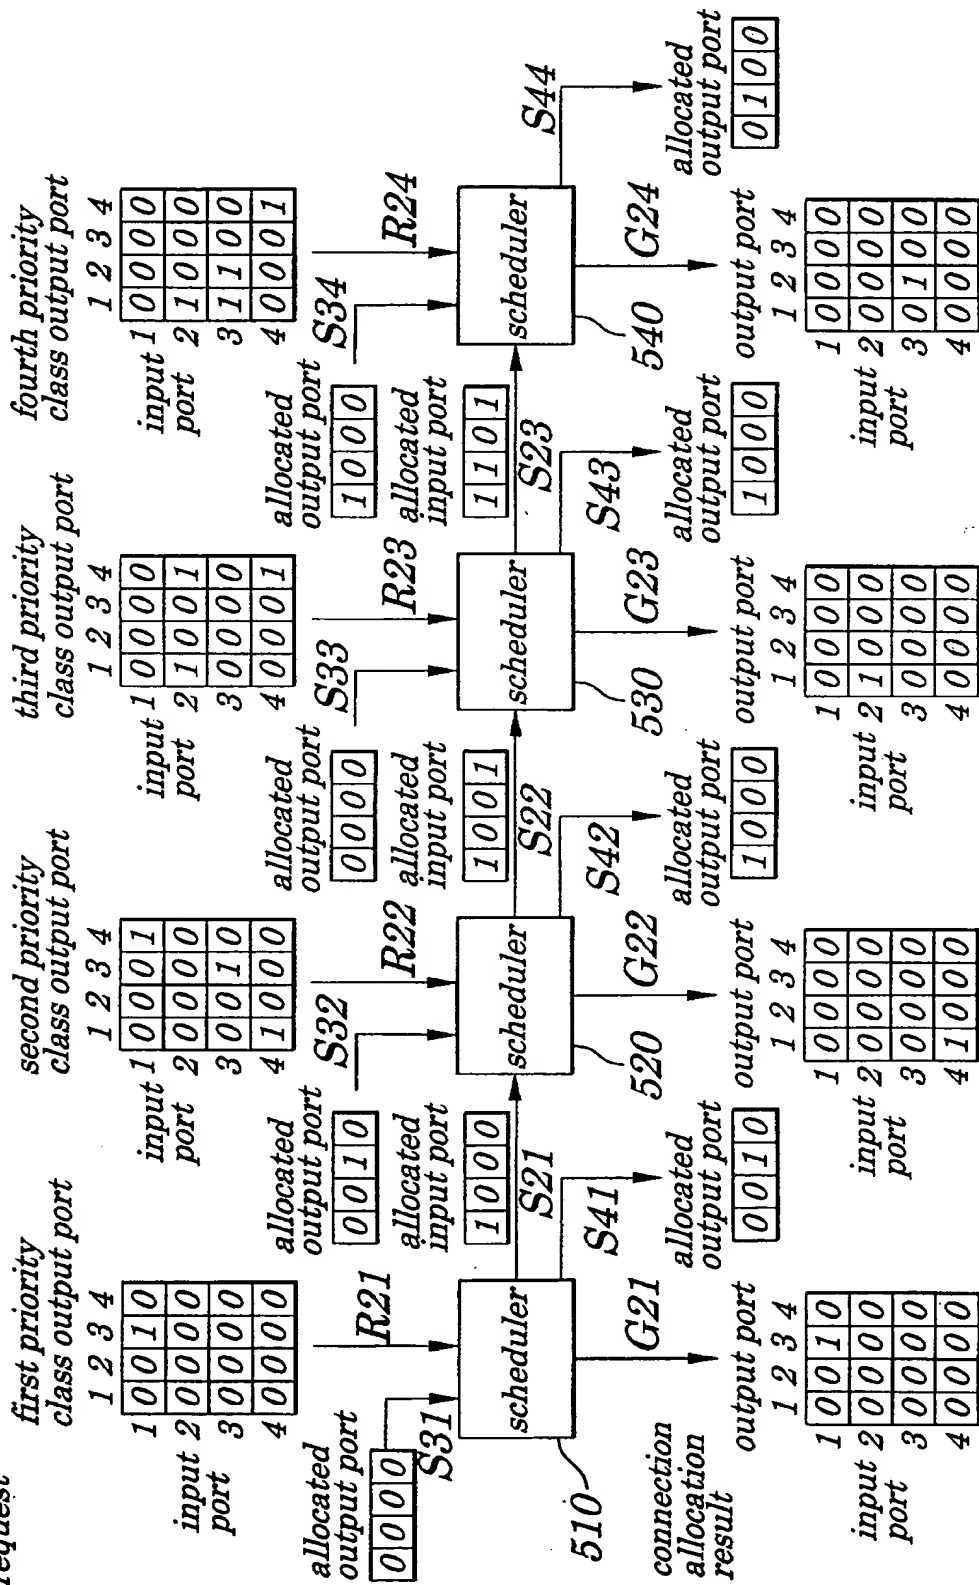 request
first priority
class output port
1 2 3 4
input port
1 0 0 1 0
2 0 0 0 0
3 0 0 0 0
4 0 0 0 0
second priority
class output port
1 2 3 4
input port
1 0 0 0 1
2 0 0 0 0
3 0 0 1 0
4 1 0 0 0
third priority
class output port
1 2 3 4
input port
1 0 0 0 0
2 1 0 0 1
3 0 0 0 0
4 0 0 0 1
fourth priority
class output port
1 2 3 4
input port
1 0 0 0 0
2 1 0 0 0
3 1 1 0 0
4 0 0 0 1
allocated
output port
0 0 0 0
S31
R21
allocated
output port
0 0 1 0
S32
R22
allocated
output port
0 0 0 0
S33
R23
allocated
output port
1 0 0 0
S34
R24
allocated
input port
1 0 0 0
allocated
input port
1 0 0 1
allocated
input port
1 1 0 1
scheduler
S21
scheduler
S22
scheduler
S23
scheduler
S44
510
S41
520
S42
530
S43
540
G21
G22
G23
G24
allocated
output port
0 0 1 0
allocated
output port
1 0 0 0
allocated
output port
1 0 0 0
allocated
output port
0 1 0 0
connection
allocation
result
output port
1 2 3 4
input port
1 0 0 1 0
2 0 0 0 0
3 0 0 0 0
4 0 0 0 0
output port
1 2 3 4
input port
1 0 0 0 0
2 0 0 0 0
3 0 0 0 0
4 1 0 0 0
output port
1 2 3 4
input port
1 0 0 0 0
2 1 0 0 0
3 0 0 0 0
4 0 0 0 0
output port
1 2 3 4
input port
1 0 0 0 0
2 0 0 0 0
3 0 1 0 0
4 0 0 0 0